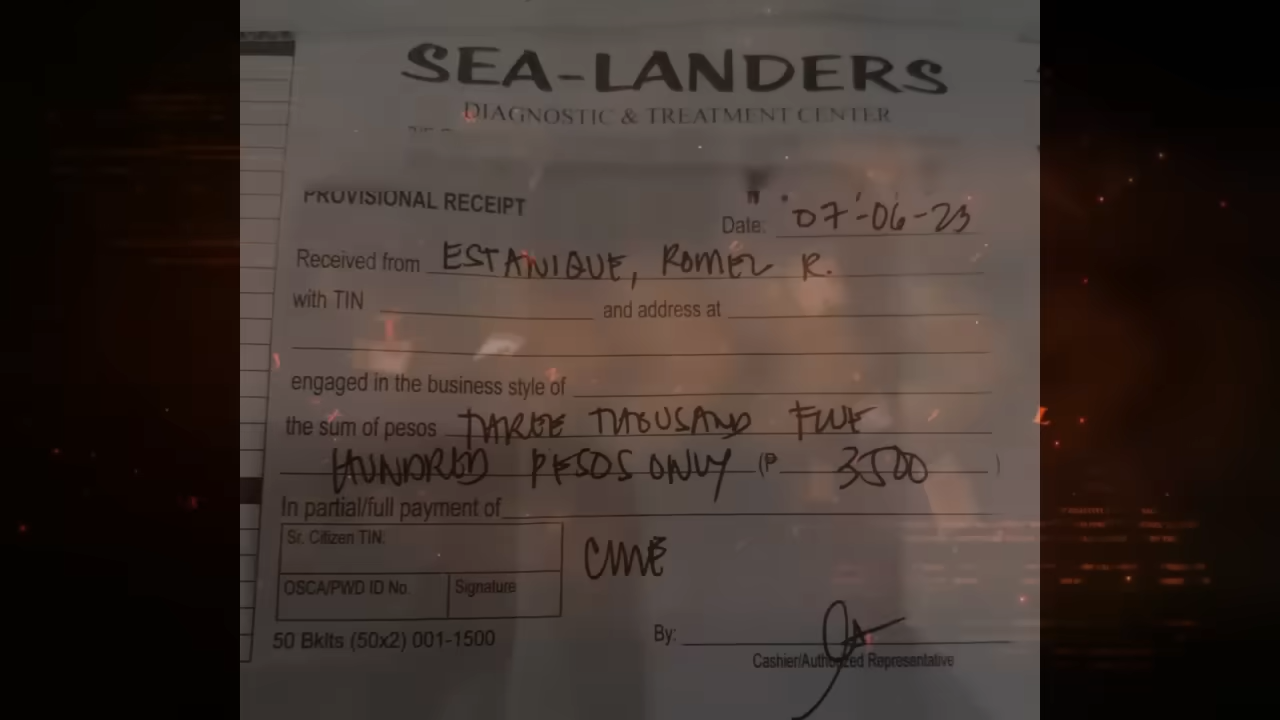 SEA-LANDERS
DIAGNOSTIC & TREATMENT CENTER
PROVISIONAL RECEIPT
Date: 07-06-23
Received from ESTANIQUE, ROMEL R.
with TIN and address at
engaged in the business style of
the sum of pesos THREE THOUSAND FIVE
HUNDRED PESOS ONLY (P 3500 )
In partial/full payment of
Sr. Citizen TIN:
CME
OSCA/PWD ID No. Signature
50 Bklts (50x2) 001-1500
By:
Cashier/Authorized Representative